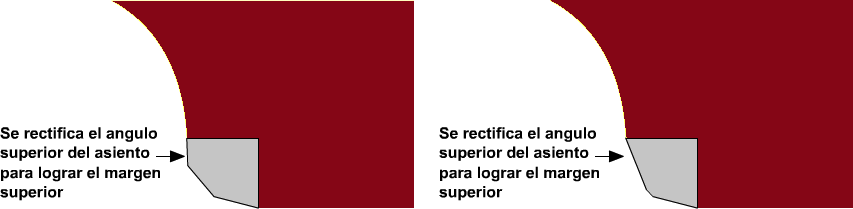 Se rectifica el angulo
superior del asiento
para lograr el margen
superior
Se rectifica el angulo
superior del asiento
para lograr el margen
superior